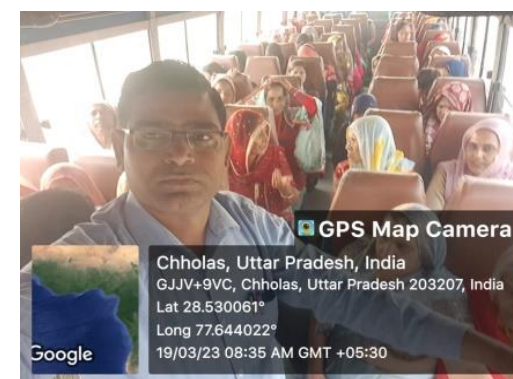 GPS Map Camera
Chholas, Uttar Pradesh, India
GJJV+9VC, Chholas, Uttar Pradesh 203207, India
Lat 28.530061°
Long 77.644022°
19/03/23 08:35 AM GMT +05:30
Google